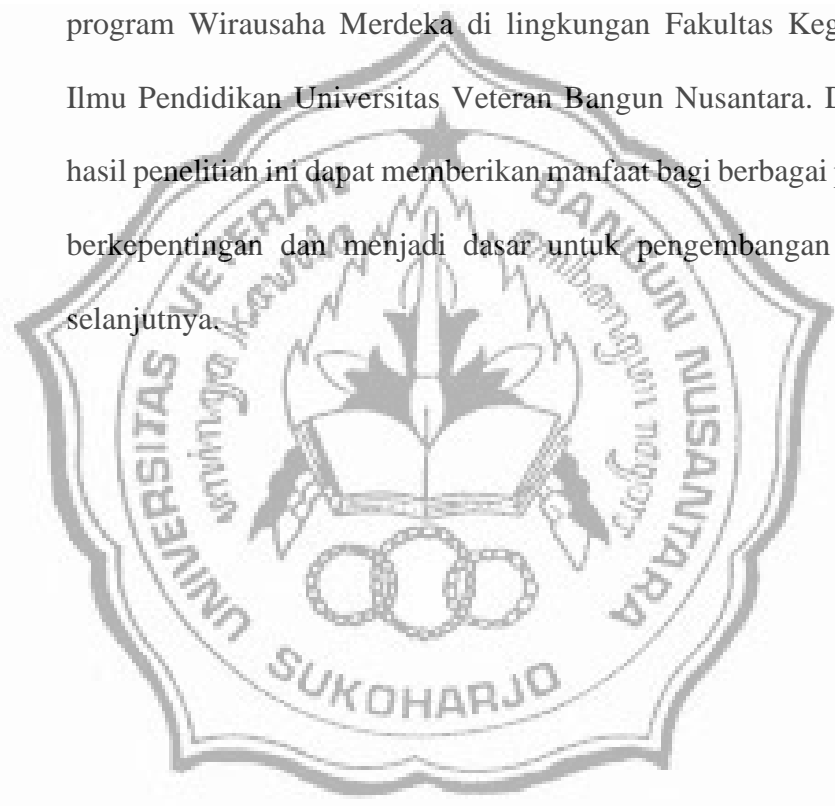 program Wirausaha Merdeka di lingkungan Fakultas Keg
Ilmu Pendidikan Universitas Veteran Bangun Nusantara. D
hasil penelitian ini dapat memberikan manfaat bagi berbagai
berkepentingan dan menjadi dasar untuk pengembangan
selanjutnya.
UNIVERSITAS VETERAN BANGUN NUSANTARA
SUKOHARJO